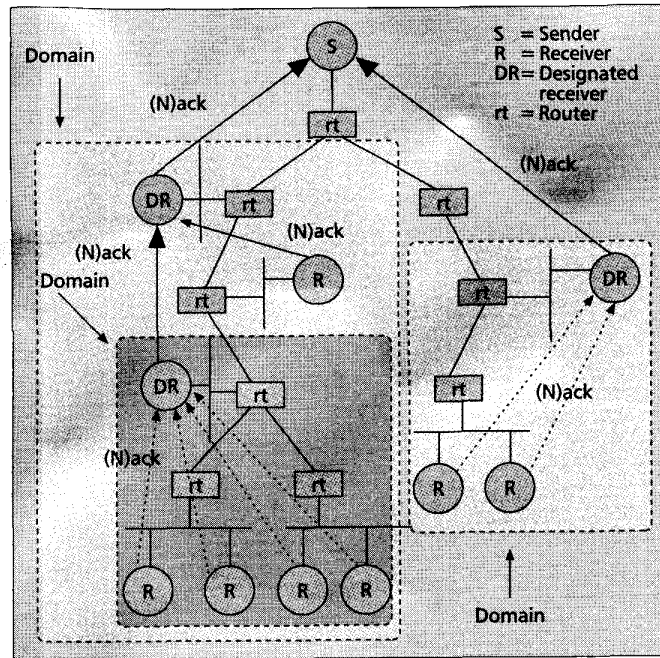 S = Sender
R = Receiver
DR = Designated
receiver
rt = Router
Domain
S
(N)ack
rt
(N)ack
DR
rt
rt
(N)ack
(N)ack
R
DR
Domain
rt
rt
DR
rt
rt
(N)ack
(N)ack
rt
rt
R
R
R
R
R
R
Domain